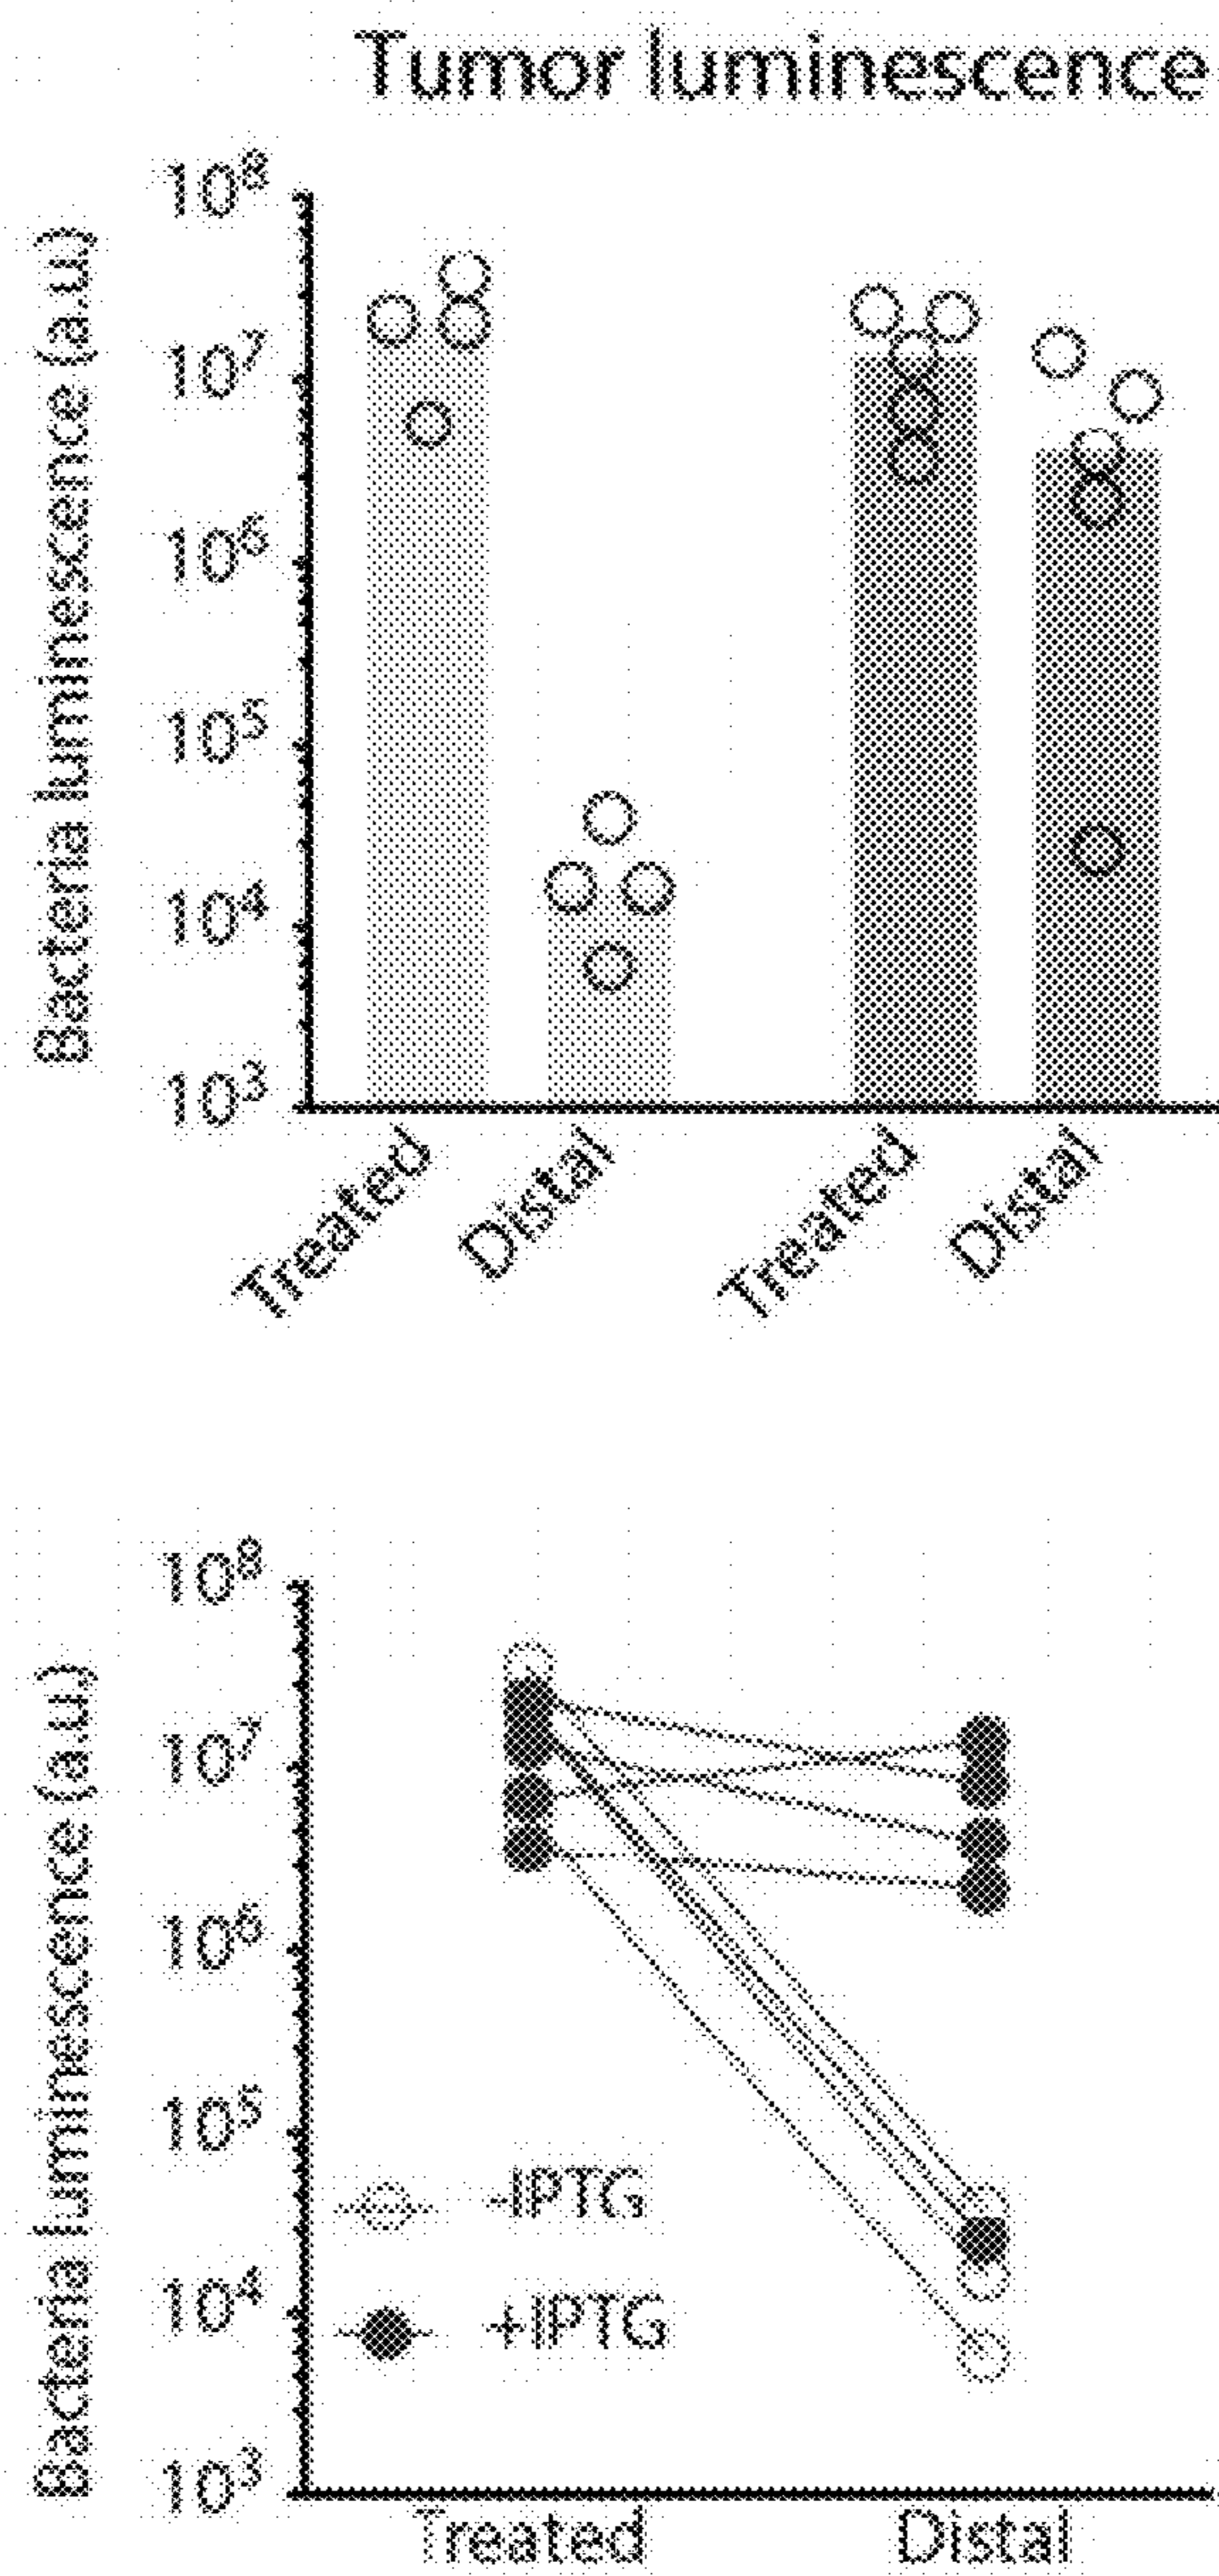 Tumor luminescence
Bacteria luminescence (a.u.)
10⁸
10⁷
10⁶
10⁵
10⁴
10³
Treated
Distal
Treated
Distal
Bacteria luminescence (a.u.)
10⁸
10⁷
10⁶
10⁵
10⁴
10³
-IPTG
+IPTG
Treated
Distal